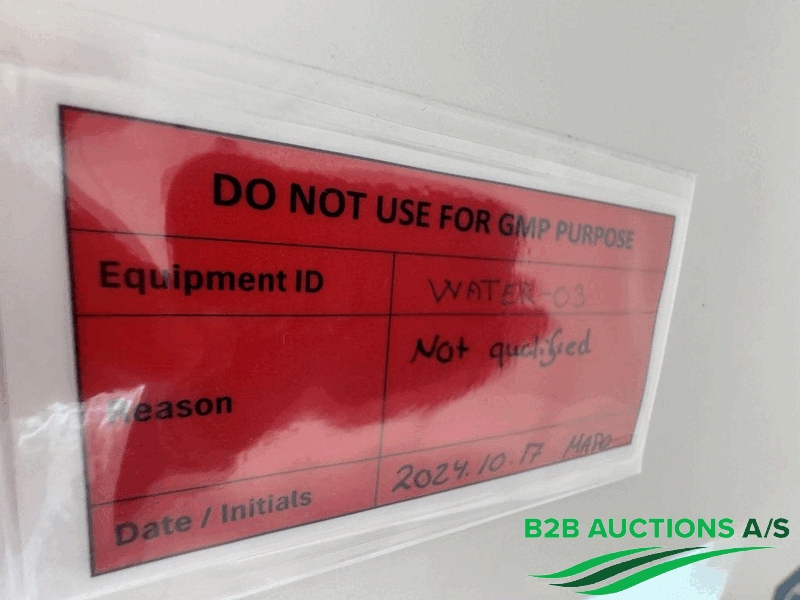 DO NOT USE FOR GMP PURPOSE
Equipment ID WATER-03
Reason Not qualified
Date / Initials 2024.10.17 MAPO
B2B AUCTIONS A/S